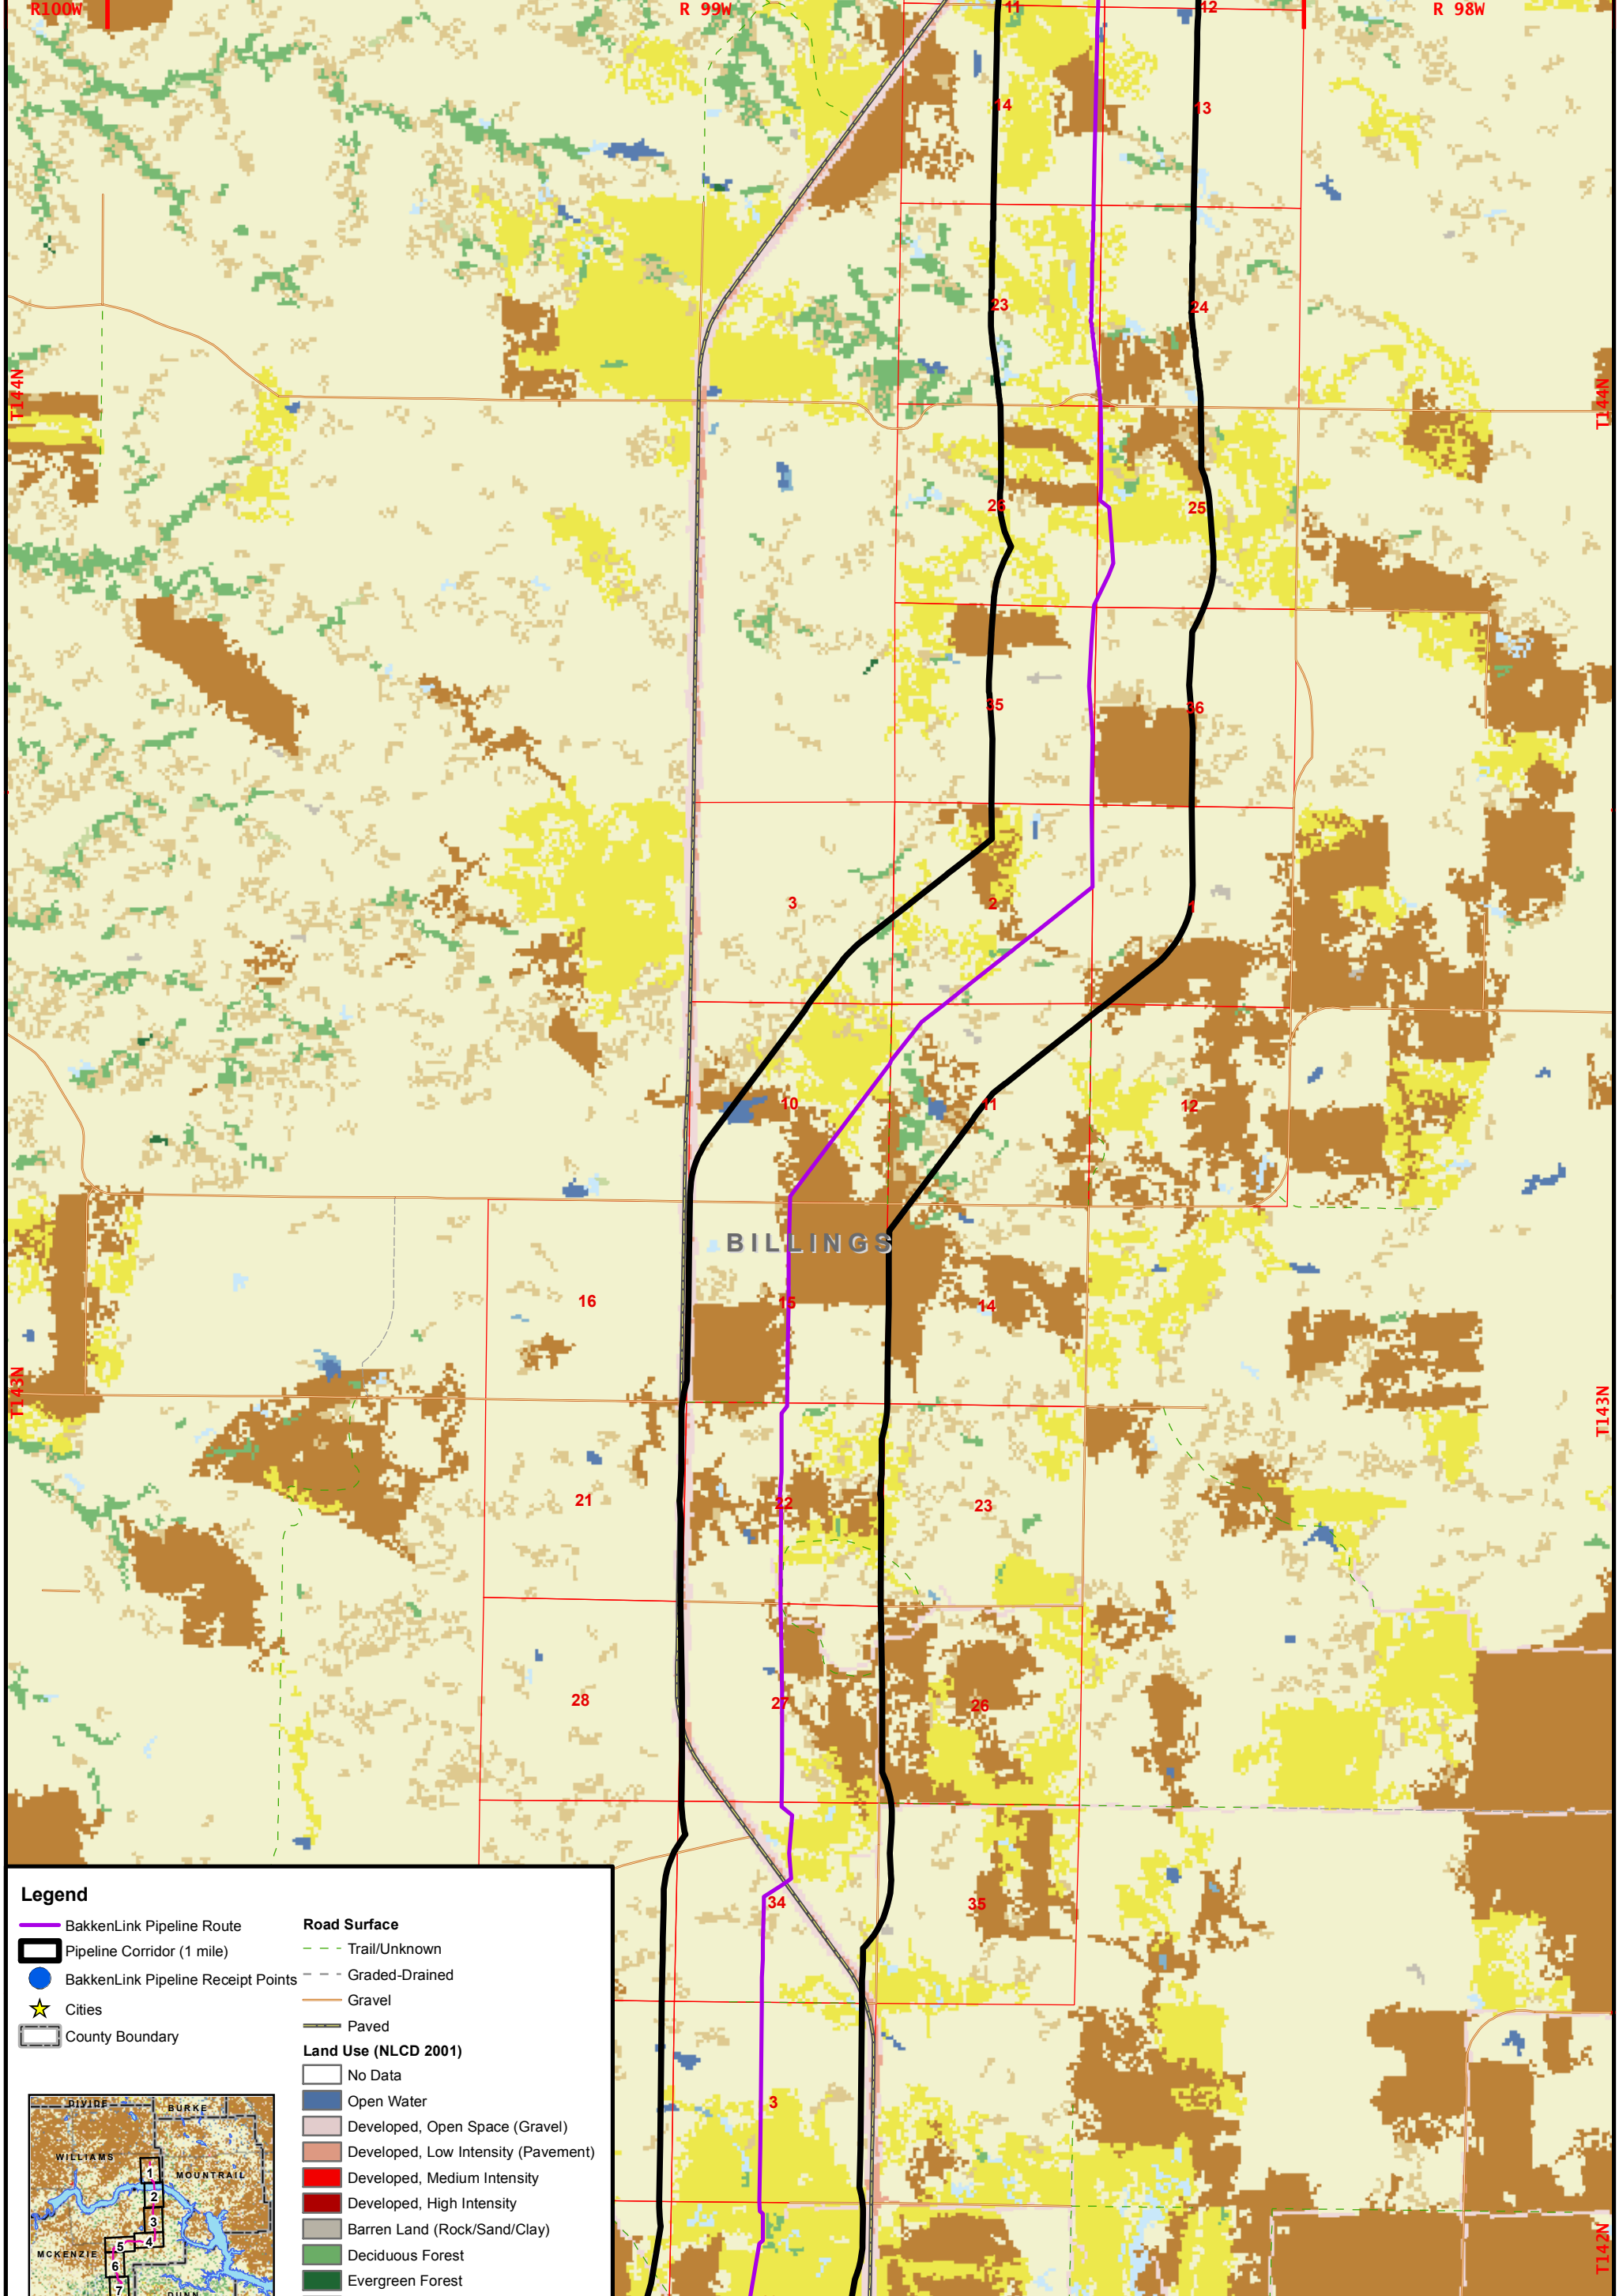 R100W
R 99W
R 98W
11
12
14
13
23
24
T144N
T144N
26
25
35
36
3
2
1
10
11
12
BILLINGS
16
15
14
T143N
T143N
21
22
23
28
27
26
34
35
3
T142N
Legend
BakkenLink Pipeline Route
Pipeline Corridor (1 mile)
BakkenLink Pipeline Receipt Points
Cities
County Boundary
Road Surface
Trail/Unknown
Graded-Drained
Gravel
Paved
Land Use (NLCD 2001)
No Data
Open Water
Developed, Open Space (Gravel)
Developed, Low Intensity (Pavement)
Developed, Medium Intensity
Developed, High Intensity
Barren Land (Rock/Sand/Clay)
Deciduous Forest
Evergreen Forest
DIVIDE
BURKE
WILLIAMS
MOUNTRAIL
1
2
3
4
5
MCKENZIE
6
7
DUNN